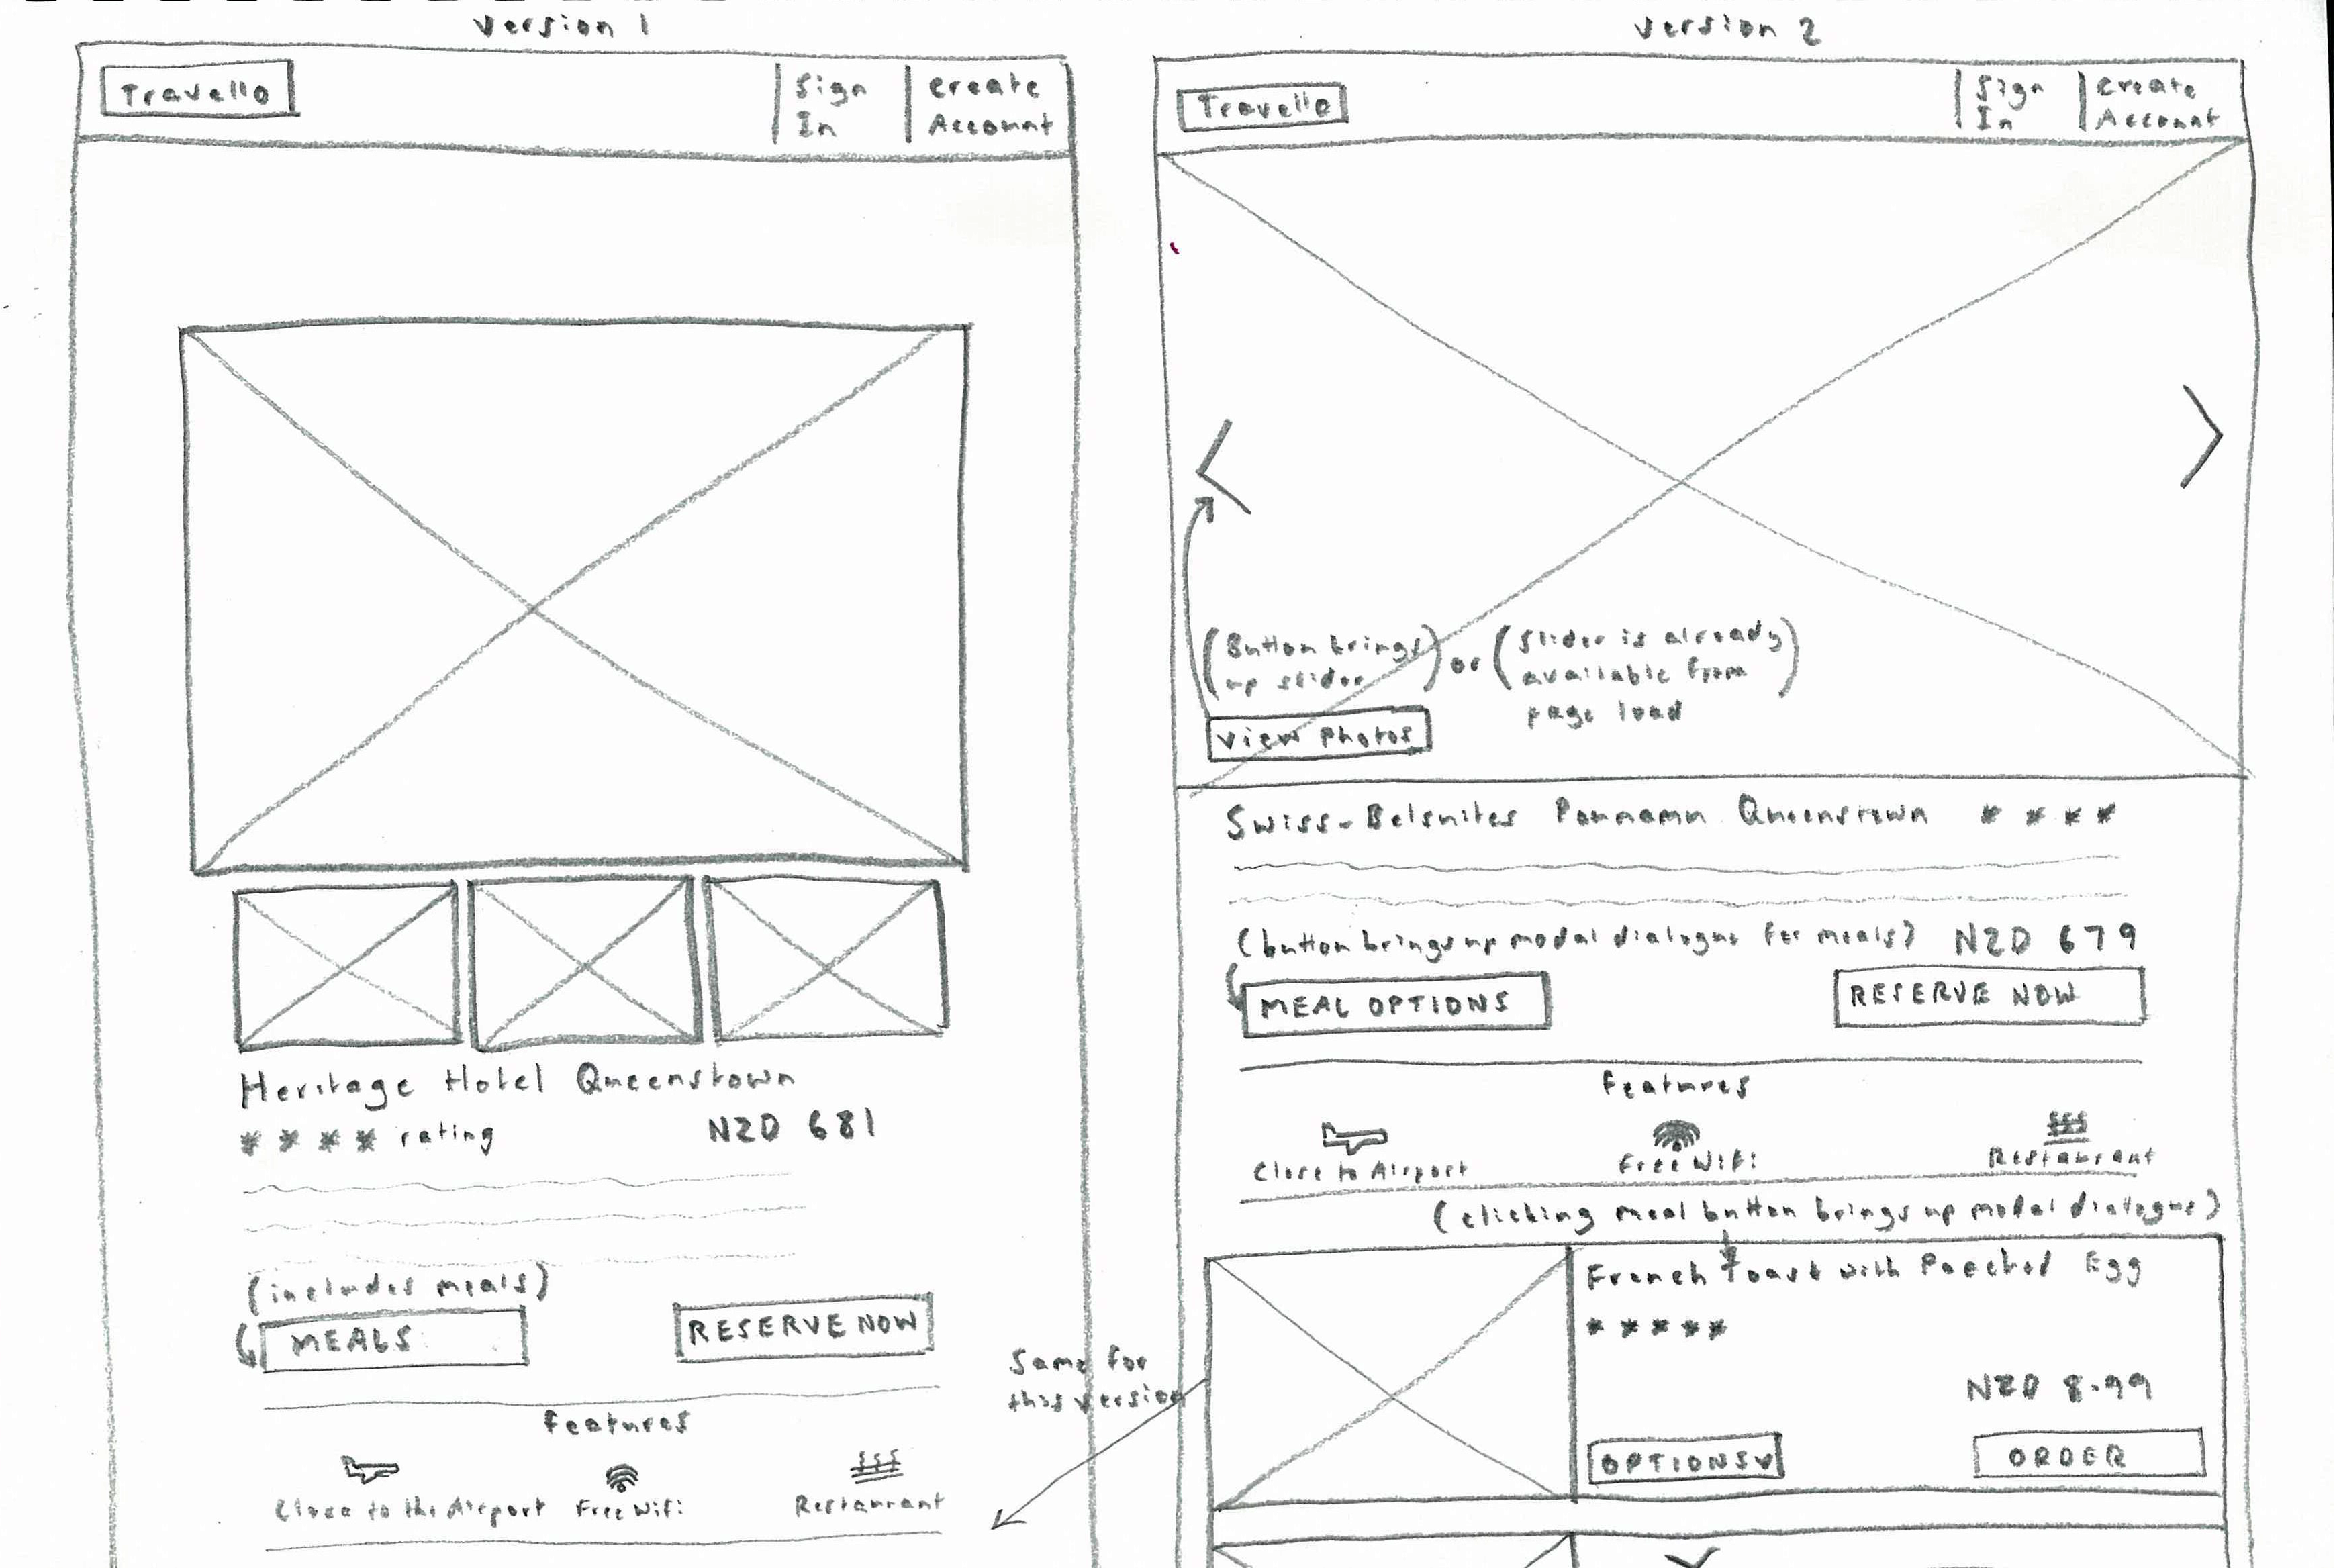 Version 1
Travello
Sign
In
Create
Account
Heritage Hotel Queenstown
* * * * rating
NZD 681
(includes meals)
MEALS
RESERVE NOW
Features
Close to the Airport
Free Wifi
Restaurant
Same for
this version
Version 2
Travello
Sign
In
Create
Account
(Button brings
up slider)
or
(Slider is already
available from
page load)
View Photos
Swiss-Belsuites Pounamu Queenstown * * * *
(button brings up modal dialogue for meals)
NZD 679
MEAL OPTIONS
RESERVE NOW
Features
Close to Airport
Free Wifi
Restaurant
(clicking meal button brings up modal dialogue)
French Toast with Poached Egg
* * * * *
NZD 8.99
OPTIONS
ORDER